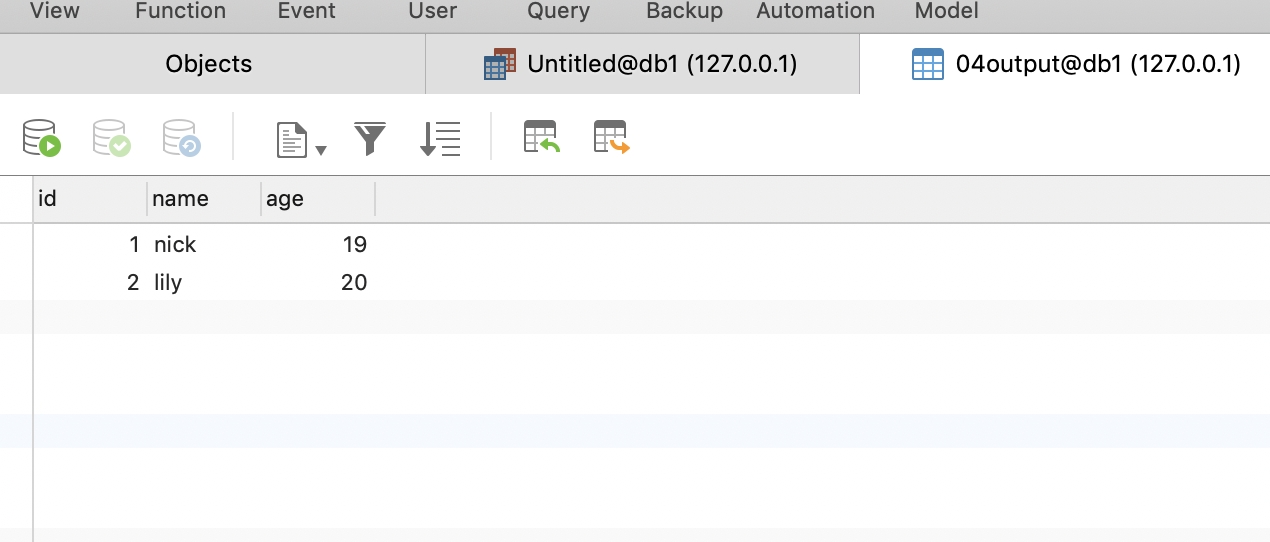 View Function Event User Query Backup Automation Model
Objects Untitled@db1 (127.0.0.1) 04output@db1 (127.0.0.1)
id name age
1 nick 19
2 lily 20